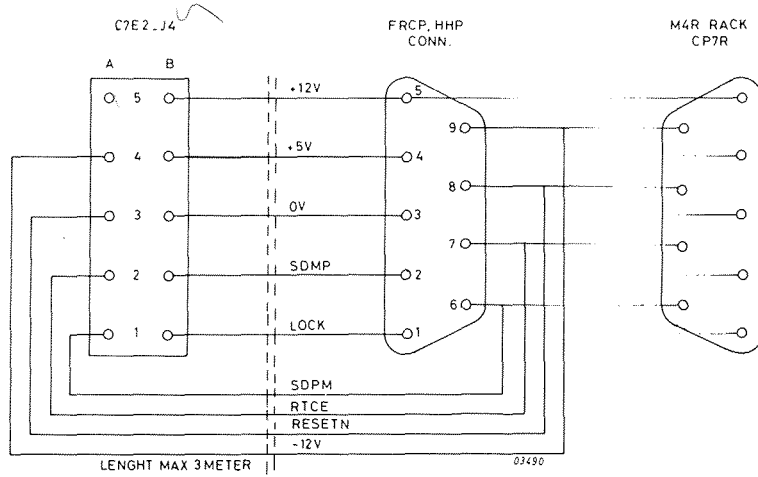 C7E2_J4
FRCP, HHP
CONN.
M4R RACK
CP7R
A B
5 +12V 5
9
4 +5V 4
8
3 0V 3
7
2 SDMP 2
6
1 LOCK 1
SDPM
RTCE
RESETN
-12V
LENGHT MAX 3 METER
03490